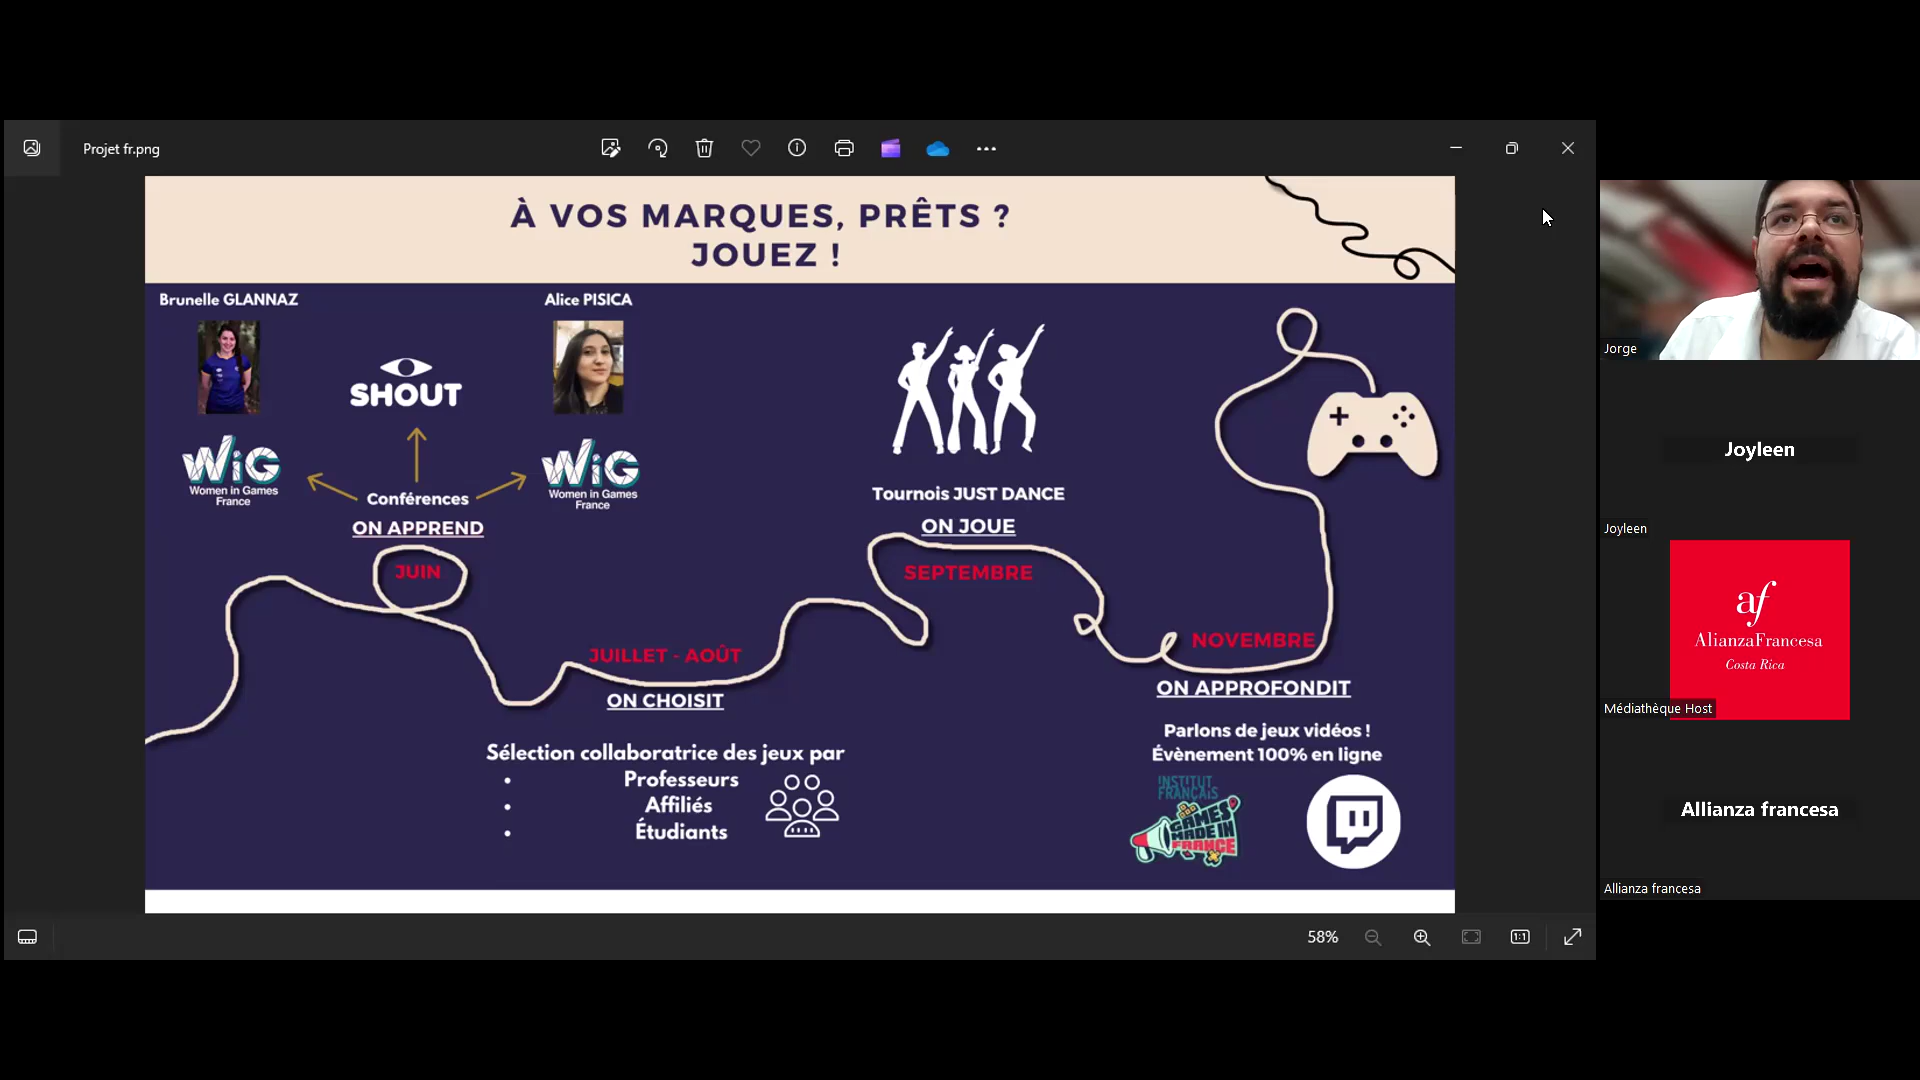 Projet fr.png
À VOS MARQUES, PRÊTS ?
JOUEZ !
Brunelle GLANNAZ
Alice PISICA
SHOUT
WiG
Women in Games
France
WiG
Women in Games
France
Conférences
ON APPREND
JUIN
JUILLET - AOÛT
ON CHOISIT
Sélection collaboratrice des jeux par
• Professeurs
• Affiliés
• Étudiants
Tournois JUST DANCE
ON JOUE
SEPTEMBRE
NOVEMBRE
ON APPROFONDIT
Parlons de jeux vidéos !
Évènement 100% en ligne
INSTITUT
FRANÇAIS
GAMES
MADE IN
FRANCE
58%
1:1
Jorge
Joyleen
Joyleen
af
AlianzaFrancesa
Costa Rica
Médiathèque Host
Allianza francesa
Allianza francesa